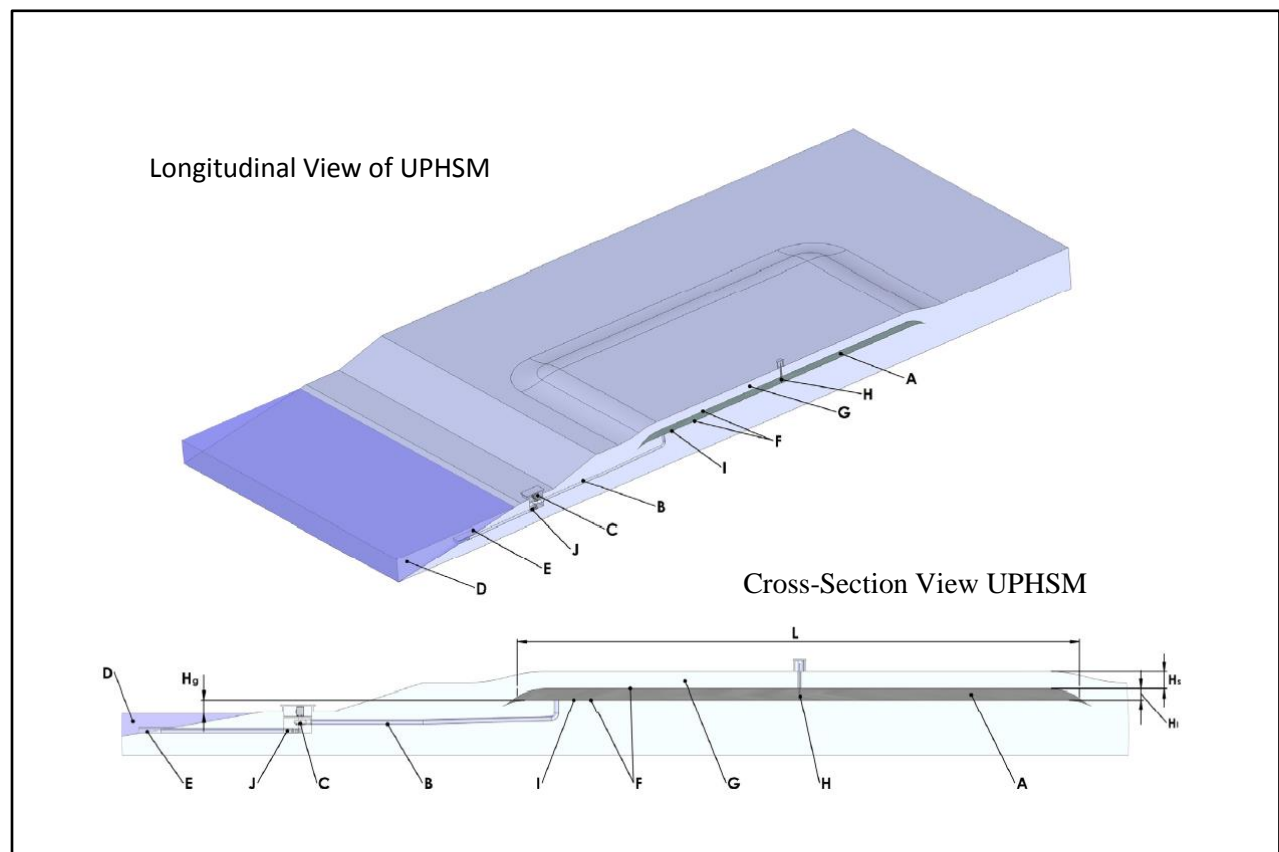 Longitudinal View of UPHSM
A
H
G
F
I
B
C
J
E
D
Cross-Section View UPHSM
L
D
Hg
Hs
Hl
E
J
C
B
I
F
G
H
A